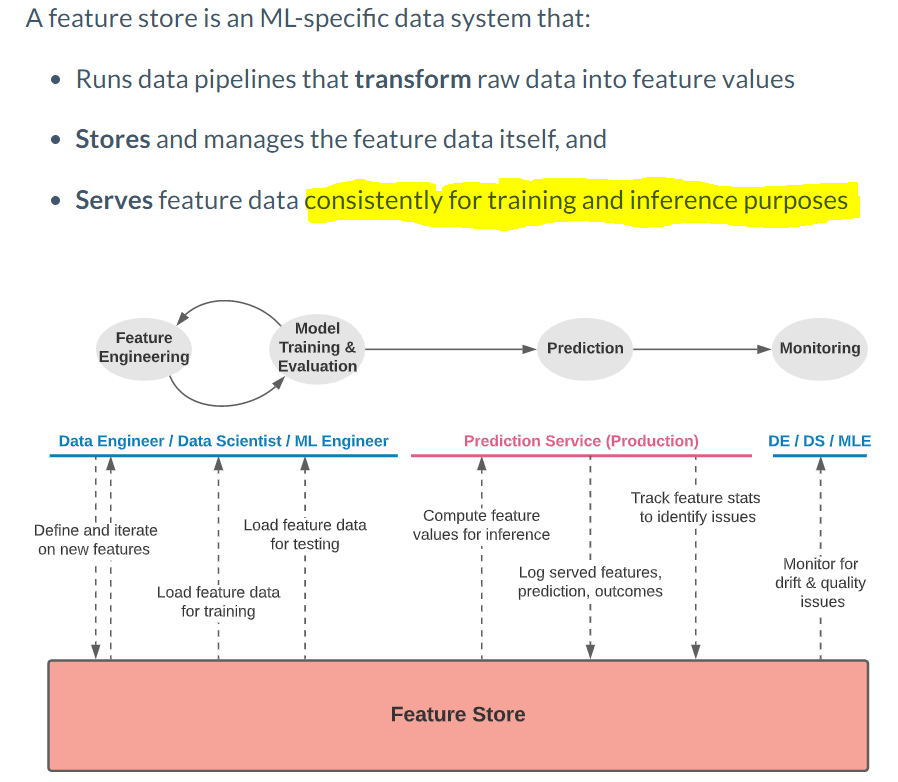 A feature store is an ML-specific data system that:
• Runs data pipelines that transform raw data into feature values
• Stores and manages the feature data itself, and
• Serves feature data consistently for training and inference purposes
Feature
Engineering
Model
Training &
Evaluation
Prediction
Monitoring
Data Engineer / Data Scientist / ML Engineer
Prediction Service (Production)
DE / DS / MLE
Define and iterate
on new features
Load feature data
for training
Load feature data
for testing
Compute feature
values for inference
Log served features,
prediction, outcomes
Track feature stats
to identify issues
Monitor for
drift & quality
issues
Feature Store